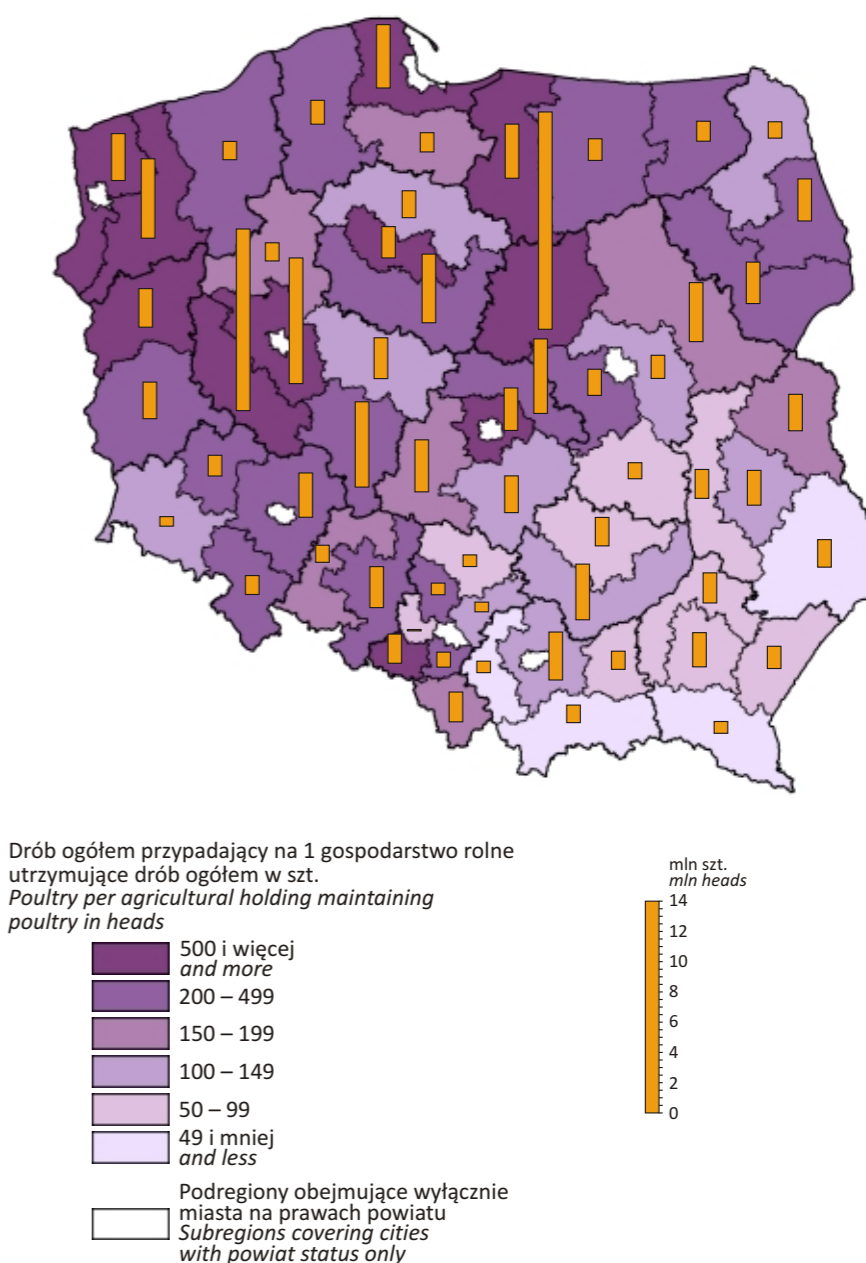 Drób ogółem przypadający na 1 gospodarstwo rolne
utrzymujące drób ogółem w szt.
Poultry per agricultural holding maintaining
poultry in heads
500 i więcej
and more
200 – 499
150 – 199
100 – 149
50 – 99
49 i mniej
and less
Podregiony obejmujące wyłącznie
miasta na prawach powiatu
Subregions covering cities
with powiat status only
mln szt.
mln heads
14
12
10
8
6
4
2
0